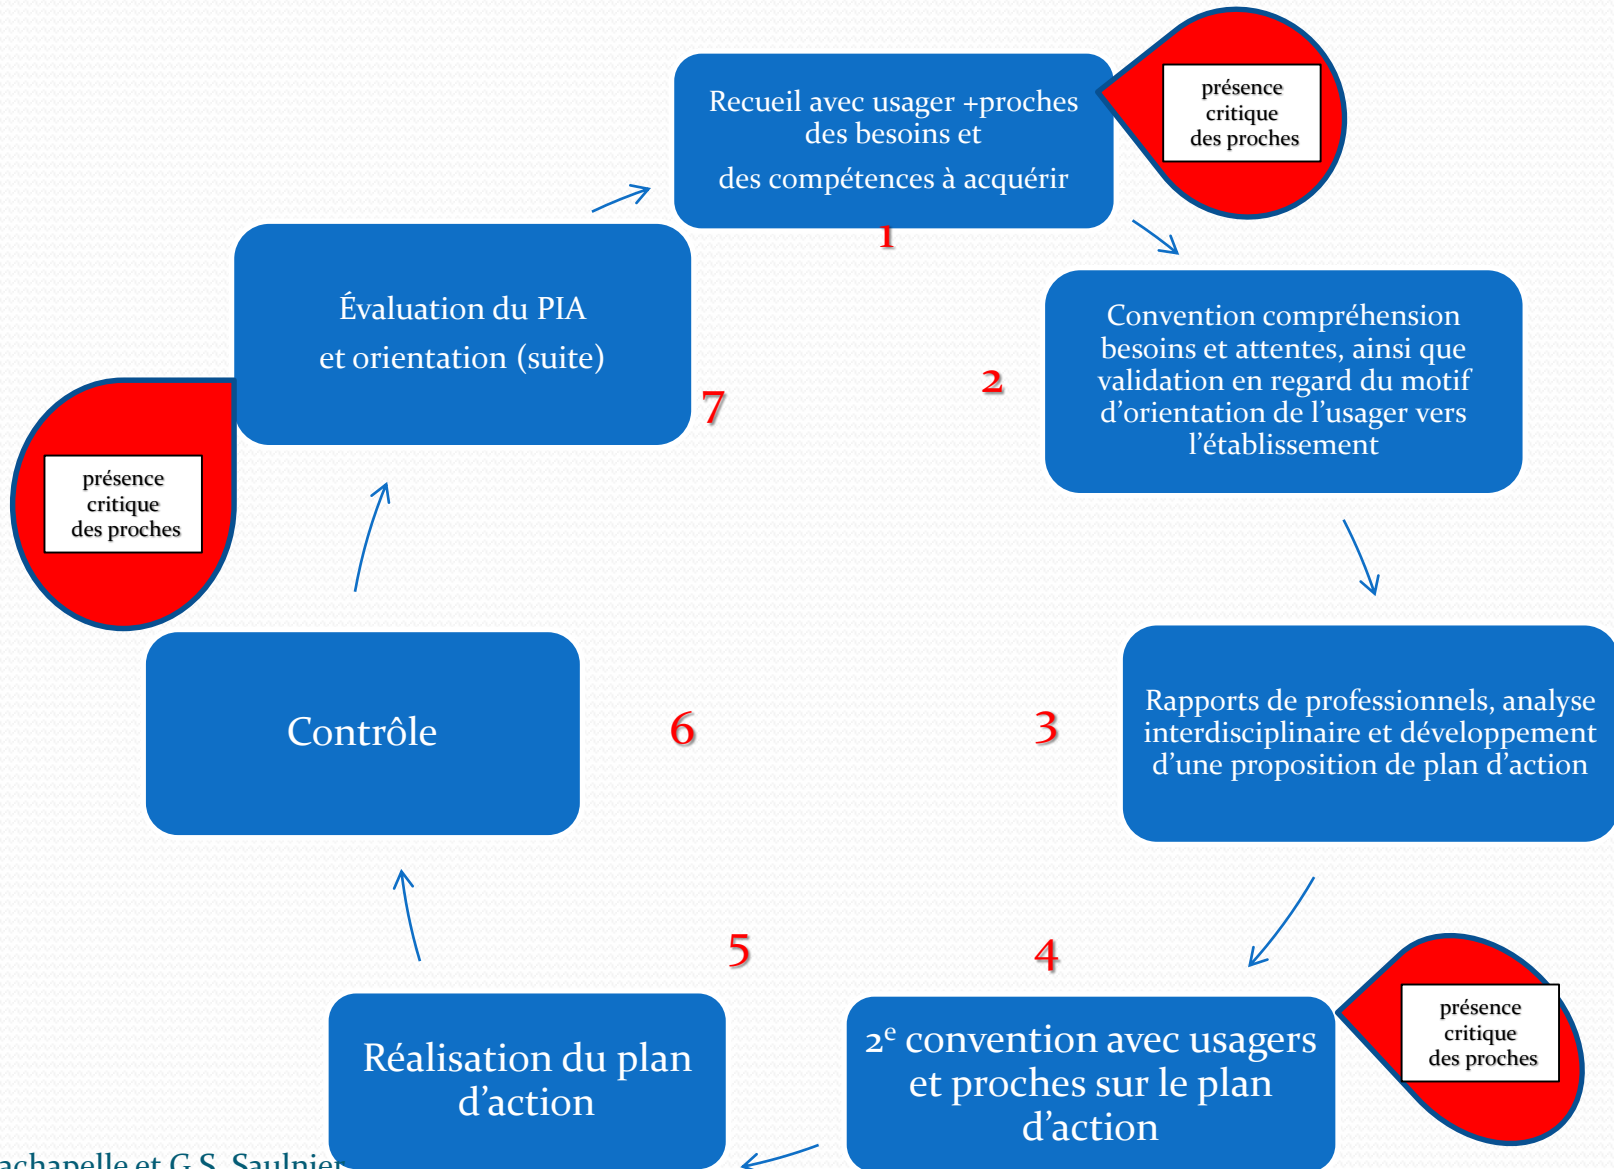 Recueil avec usager +proches
des besoins et
des compétences à acquérir
présence
critique
des proches
1
Convention compréhension
besoins et attentes, ainsi que
validation en regard du motif
d'orientation de l'usager vers
l'établissement
2
Rapports de professionnels, analyse
interdisciplinaire et développement
d'une proposition de plan d'action
3
2e convention avec usagers
et proches sur le plan
d'action
4
présence
critique
des proches
Réalisation du plan
d'action
5
Contrôle
6
Évaluation du PIA
et orientation (suite)
7
présence
critique
des proches
achapelle et G.S. Saulnier